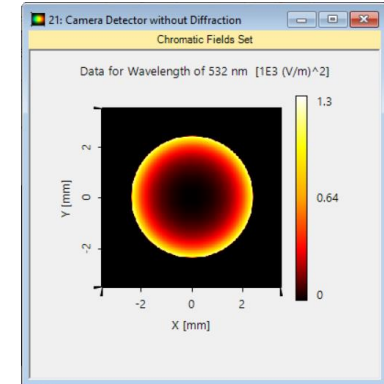 21: Camera Detector without Diffraction
Chromatic Fields Set
Data for Wavelength of 532 nm [1E3 (V/m)^2]
1.3
0.64
0
Y [mm]
2
0
-2
-2 0 2
X [mm]